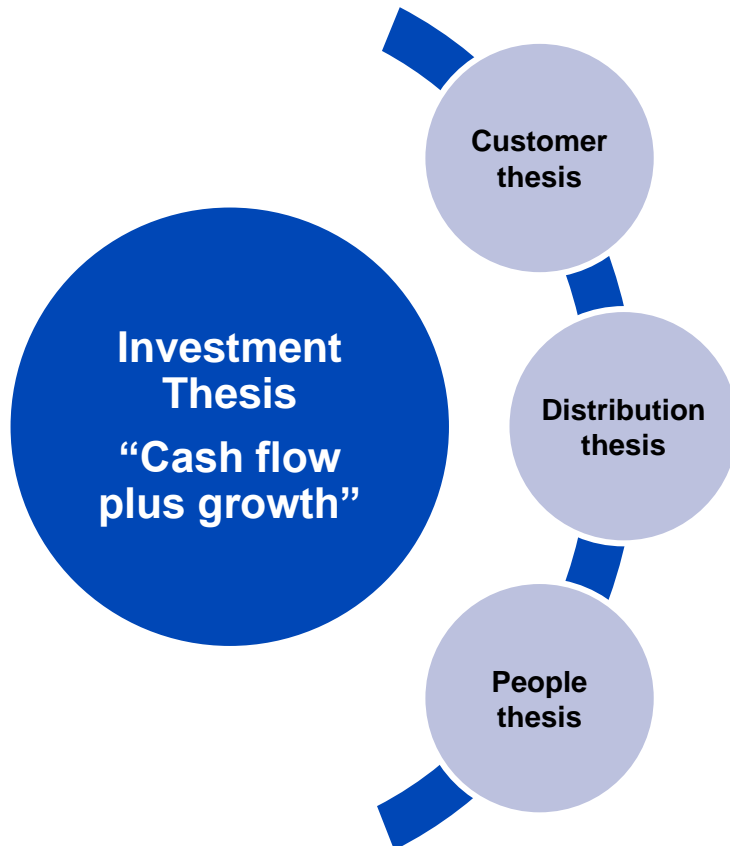 Customer
thesis
Investment
Thesis
“Cash flow
plus growth”
Distribution
thesis
People
thesis